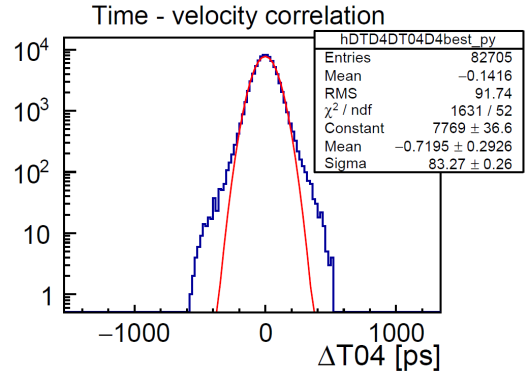 Time - velocity correlation
hDTD4DT04D4best_py
Entries 82705
Mean −0.1416
RMS 91.74
χ² / ndf 1631 / 52
Constant 7769 ± 36.6
Mean −0.7195 ± 0.2926
Sigma 83.27 ± 0.26
10⁴
10³
10²
10
1
−1000 0 1000
ΔT04 [ps]